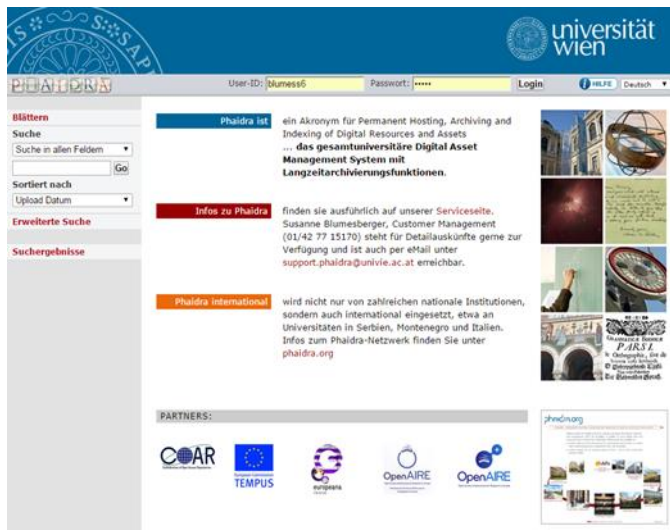 universität
wien
PHAIDRA
User-ID: blumess6 Passwort: ••••• Login HILFE Deutsch
Blättern
Suche
Suche in allen Feldern
Go
Sortiert nach
Upload Datum
Erweiterte Suche
Suchergebnisse
Phaidra ist
ein Akronym für Permanent Hosting, Archiving and
Indexing of Digital Resources and Assets
... das gesamtuniversitäre Digital Asset
Management System mit
Langzeitarchivierungsfunktionen.
Infos zu Phaidra
finden sie ausführlich auf unserer Serviceseite.
Susanne Blumesberger, Customer Management
(01/42 77 15170) steht für Detailauskünfte gerne zur
Verfügung und ist auch per eMail unter
support.phaidra@univie.ac.at erreichbar.
Phaidra international
wird nicht nur von zahlreichen nationale Institutionen,
sondern auch international eingesetzt, etwa an
Universitäten in Serbien, Montenegro und Italien.
Infos zum Phaidra-Netzwerk finden Sie unter
phaidra.org
PARTNERS:
COAR
European Commission
TEMPUS
europeana
OpenAIRE
OpenAIRE
GRAMMATICÆ
PARS I.
phaidra.org